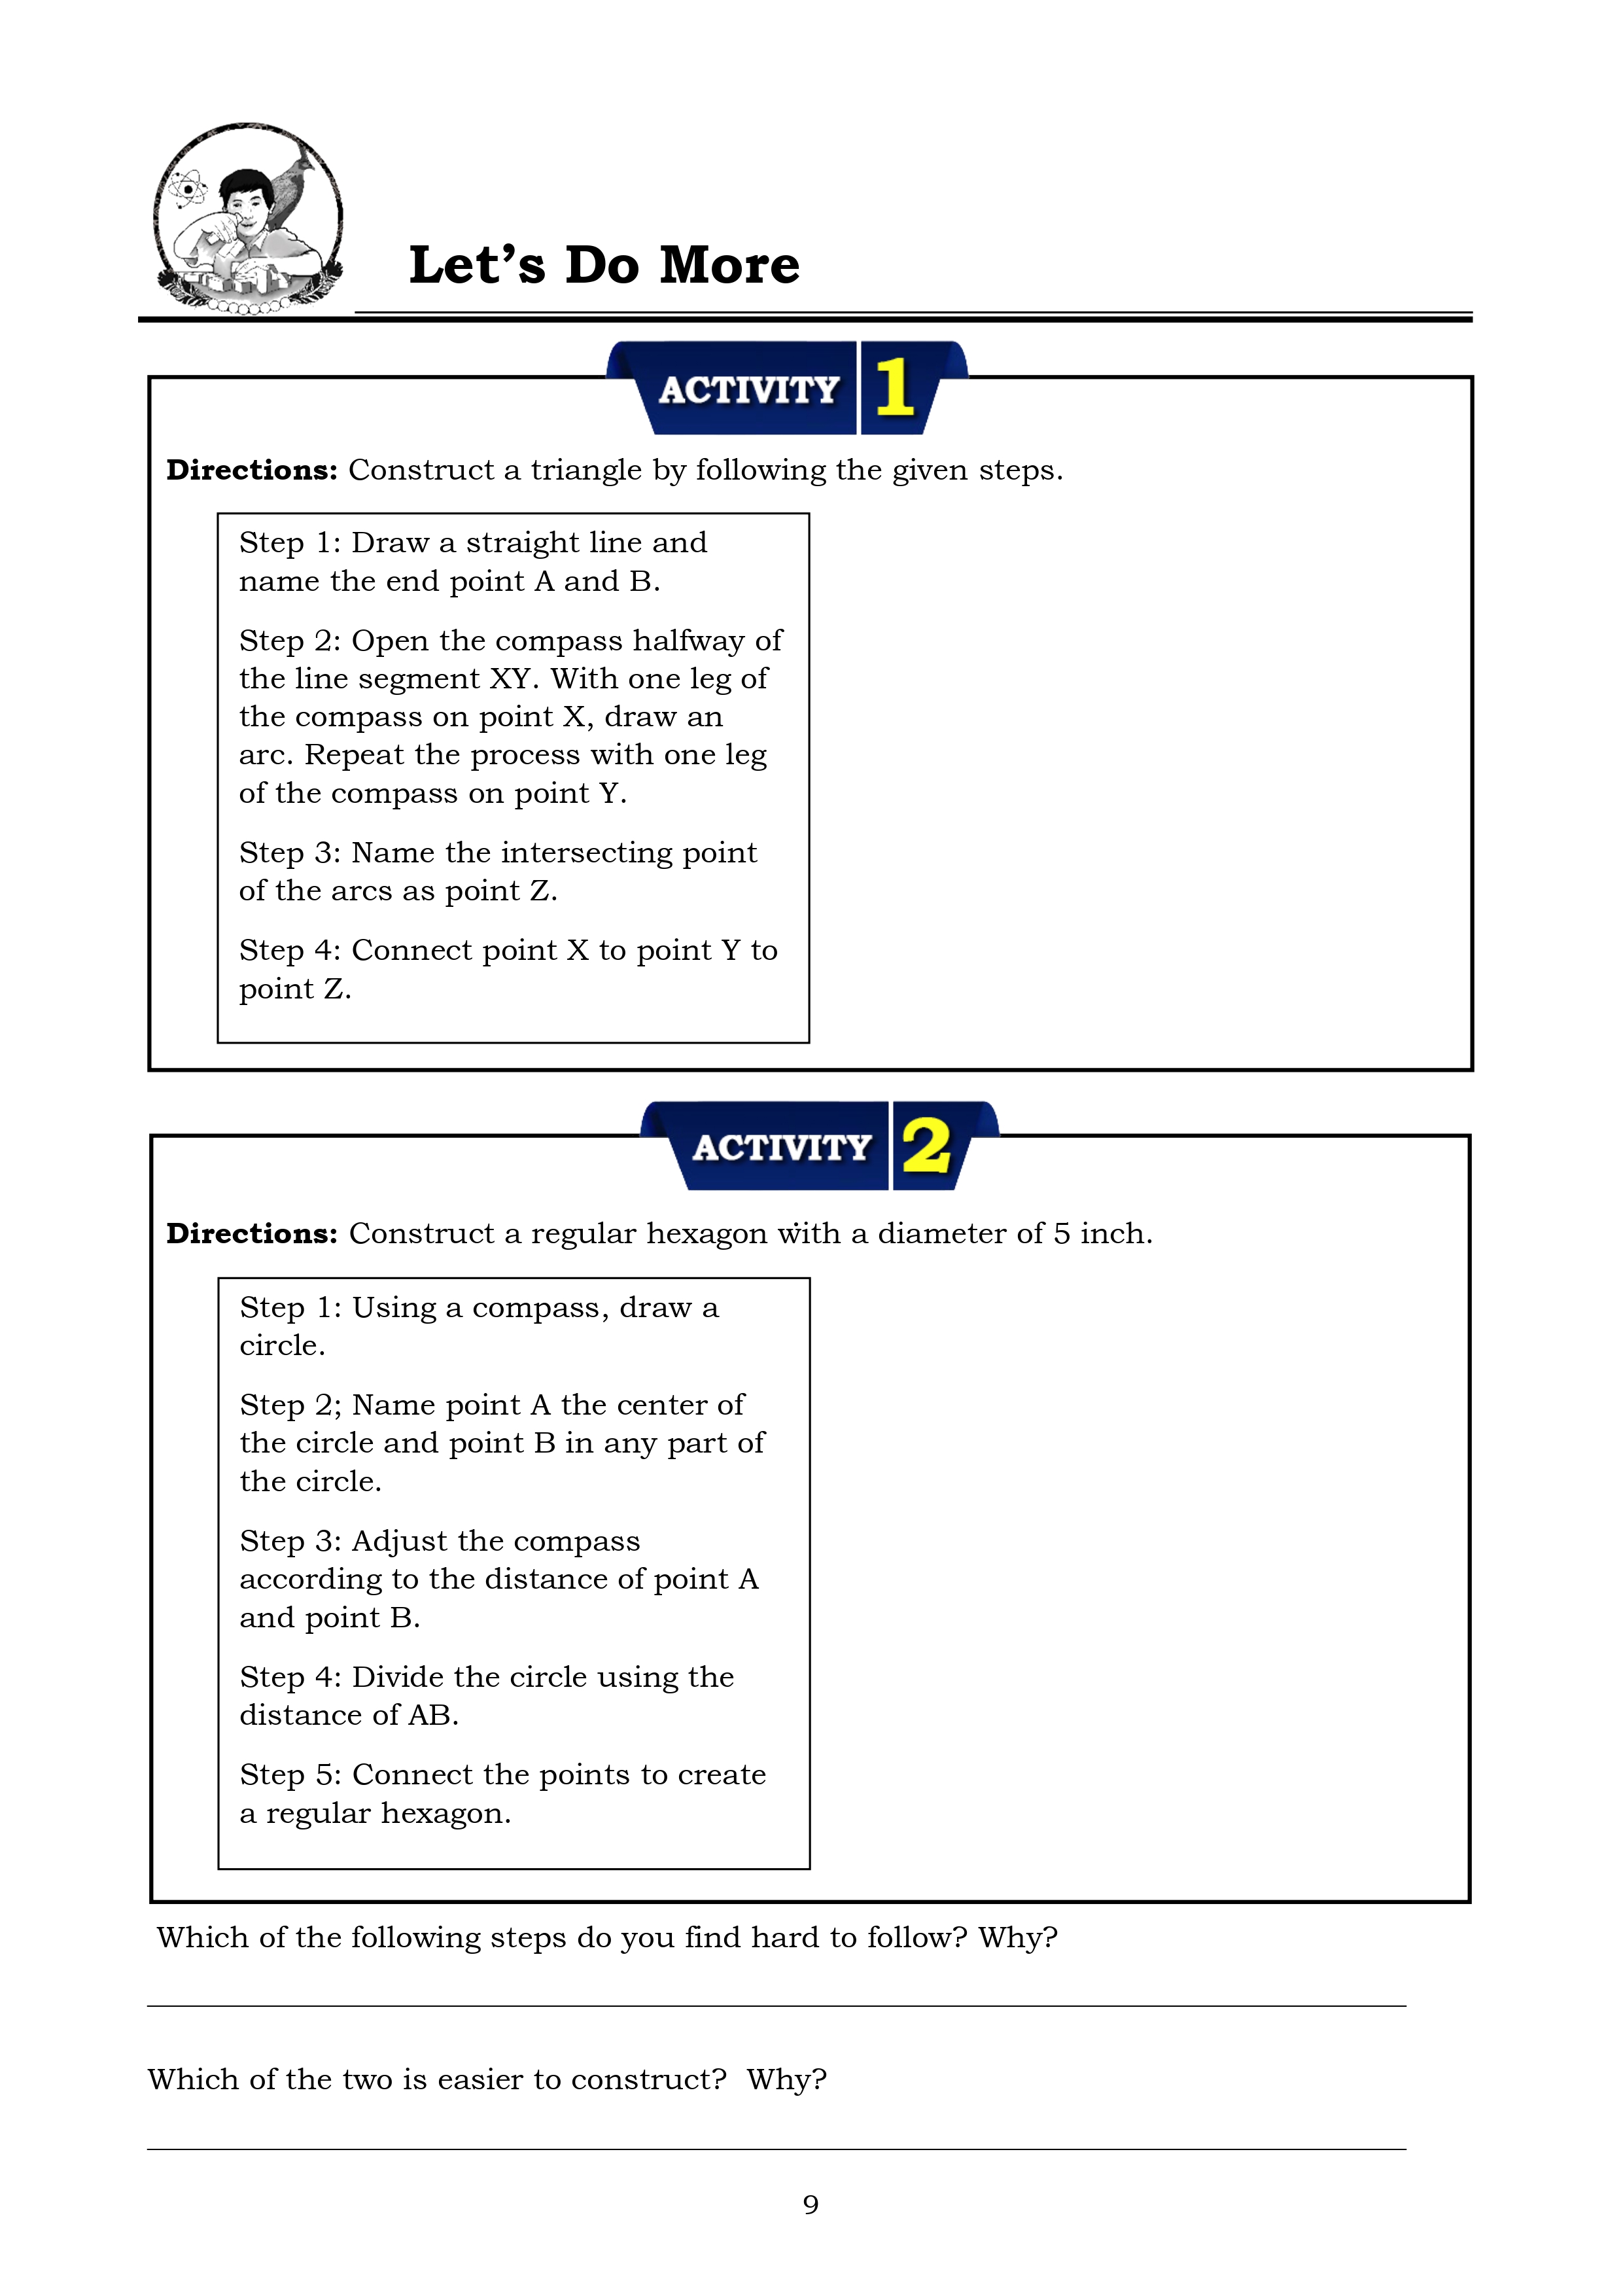 Let’s Do More
ACTIVITY 1
Directions: Construct a triangle by following the given steps.
Step 1: Draw a straight line and
name the end point A and B.
Step 2: Open the compass halfway of
the line segment XY. With one leg of
the compass on point X, draw an
arc. Repeat the process with one leg
of the compass on point Y.
Step 3: Name the intersecting point
of the arcs as point Z.
Step 4: Connect point X to point Y to
point Z.
ACTIVITY 2
Directions: Construct a regular hexagon with a diameter of 5 inch.
Step 1: Using a compass, draw a
circle.
Step 2; Name point A the center of
the circle and point B in any part of
the circle.
Step 3: Adjust the compass
according to the distance of point A
and point B.
Step 4: Divide the circle using the
distance of AB.
Step 5: Connect the points to create
a regular hexagon.
Which of the following steps do you find hard to follow? Why?
Which of the two is easier to construct?  Why?
9